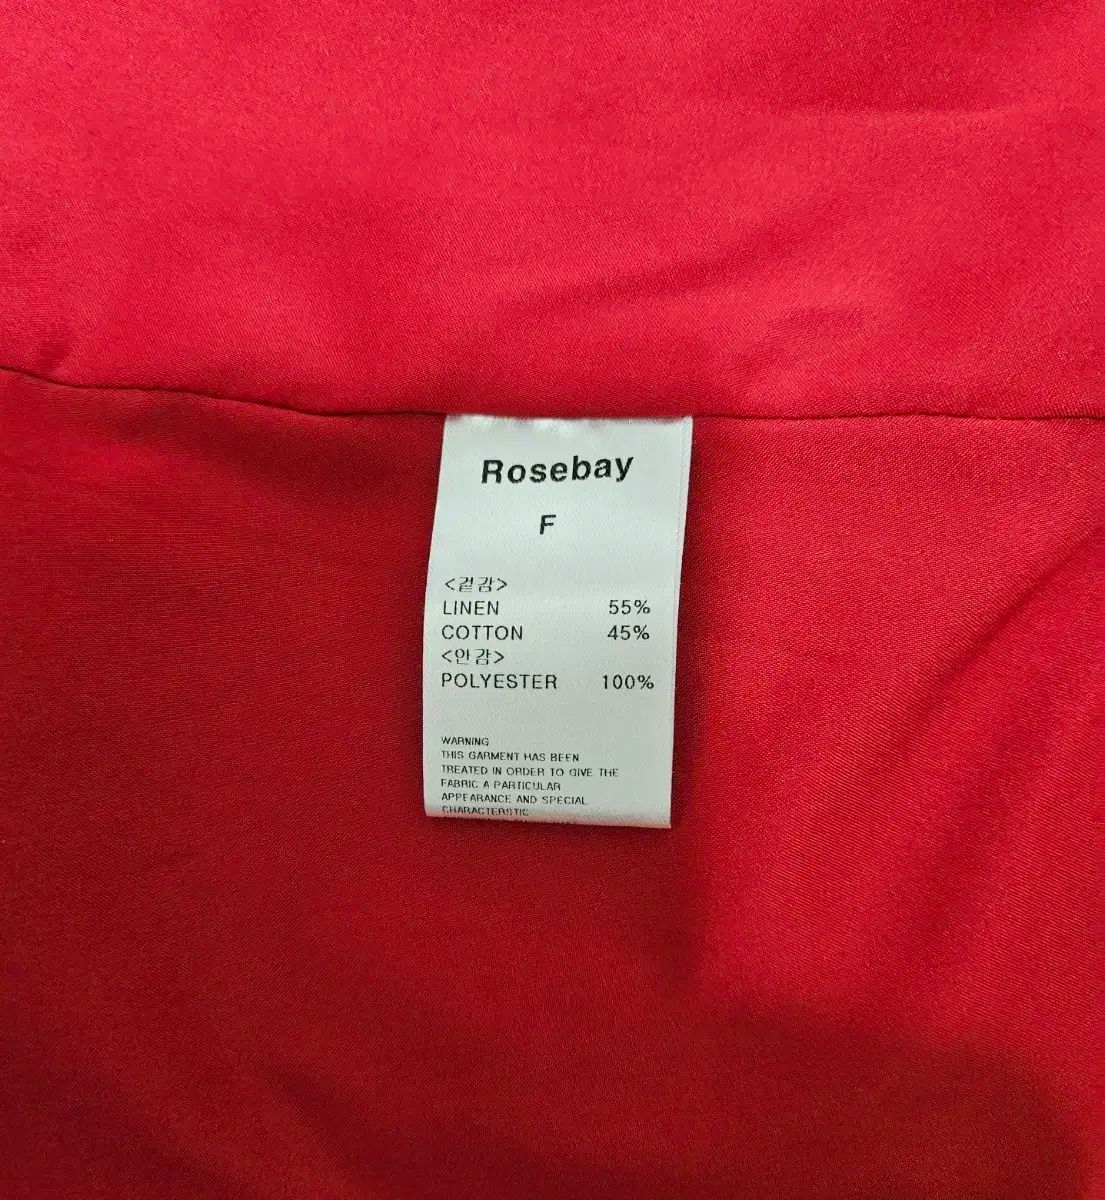 Rosebay
F
<겉감>
LINEN 55%
COTTON 45%
<안감>
POLYESTER 100%
WARNING
THIS GARMENT HAS BEEN
TREATED IN ORDER TO GIVE THE
FABRIC A PARTICULAR
APPEARANCE AND SPECIAL
CHARACTERSTIC